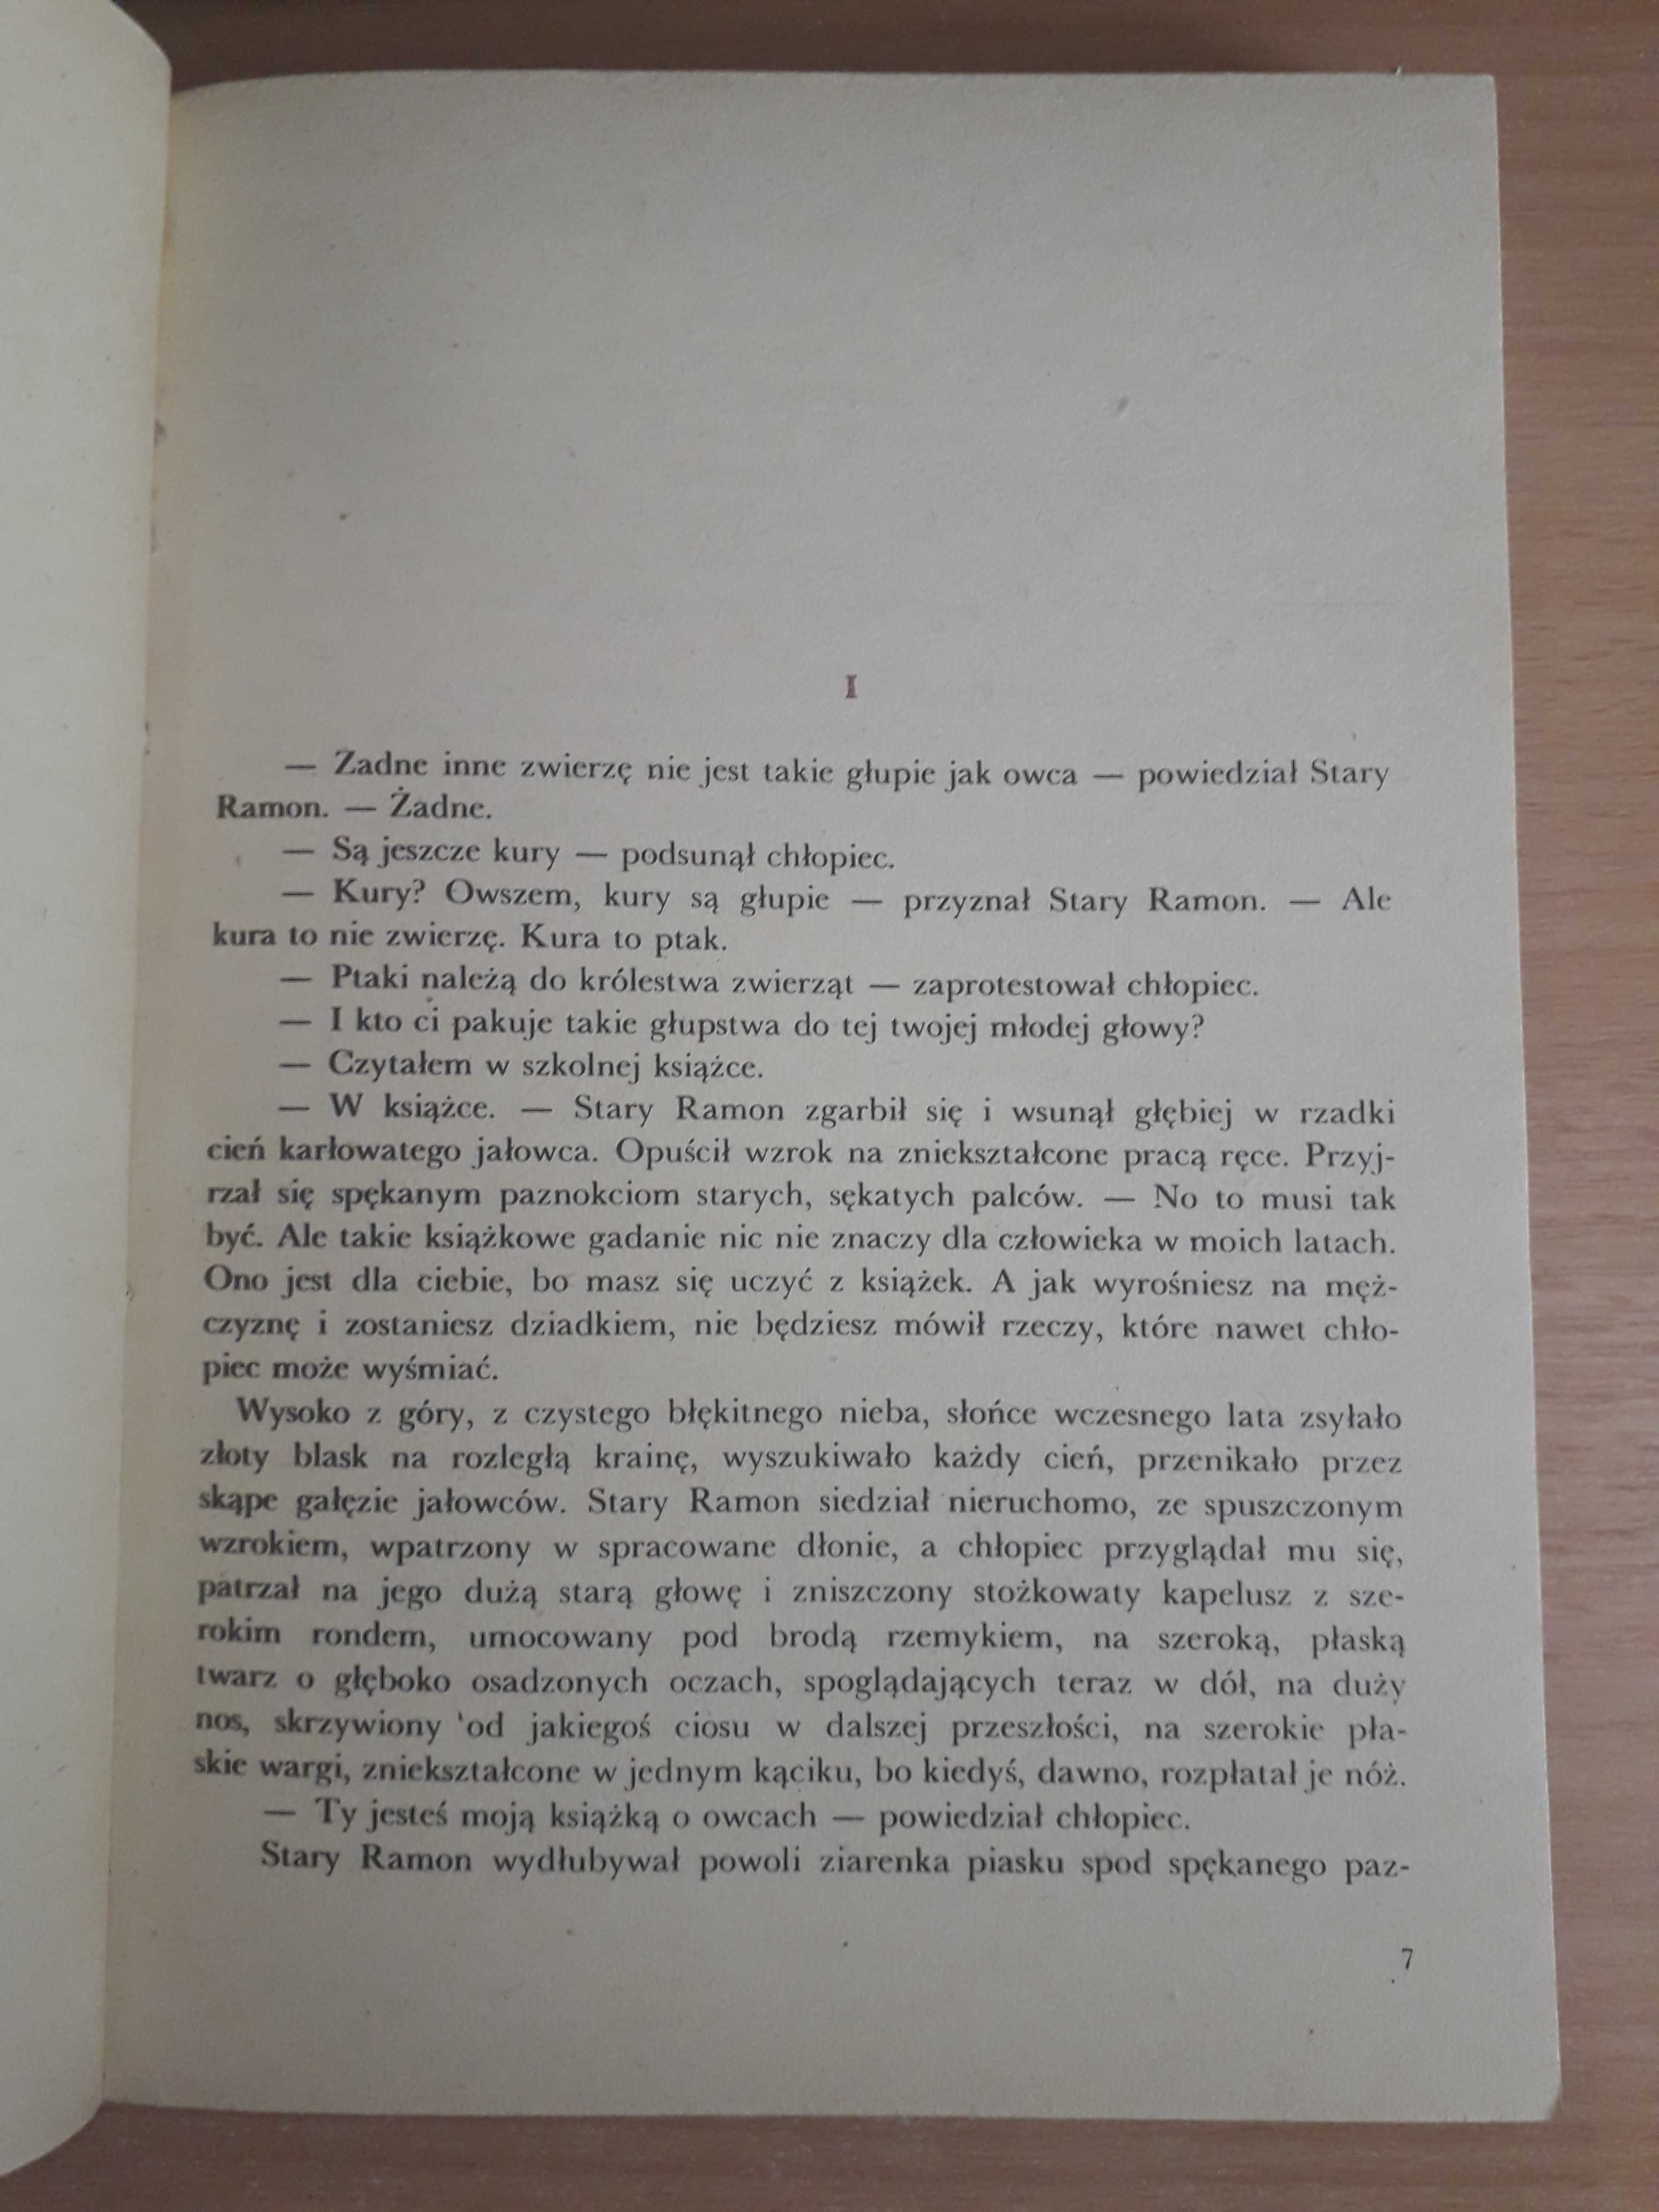 I
— Żadne inne zwierzę nie jest takie głupie jak owca — powiedział Stary
Ramon. — Żadne.
— Są jeszcze kury — podsunął chłopiec.
— Kury? Owszem, kury są głupie — przyznał Stary Ramon. — Ale
kura to nie zwierzę. Kura to ptak.
— Ptaki należą do królestwa zwierząt — zaprotestował chłopiec.
— I kto ci pakuje takie głupstwa do tej twojej młodej głowy?
— Czytałem w szkolnej książce.
— W książce. — Stary Ramon zgarbił się i wsunął głębiej w rzadki
cień karłowatego jałowca. Opuścił wzrok na zniekształcone pracą ręce. Przyj-
rzał się spękanym paznokciom starych, sękatych palców. — No to musi tak
być. Ale takie książkowe gadanie nic nie znaczy dla człowieka w moich latach.
Ono jest dla ciebie, bo masz się uczyć z książek. A jak wyrośniesz na męż-
czyznę i zostaniesz dziadkiem, nie będziesz mówił rzeczy, które nawet chło-
piec może wyśmiać.
Wysoko z góry, z czystego błękitnego nieba, słońce wczesnego lata zsyłało
złoty blask na rozległą krainę, wyszukiwało każdy cień, przenikało przez
skąpe gałęzie jałowców. Stary Ramon siedział nieruchomo, ze spuszczonym
wzrokiem, wpatrzony w spracowane dłonie, a chłopiec przyglądał mu się,
patrzał na jego dużą starą głowę i zniszczony stożkowaty kapelusz z sze-
rokim rondem, umocowany pod brodą rzemykiem, na szeroką, płaską
twarz o głęboko osadzonych oczach, spoglądających teraz w dół, na duży
nos, skrzywiony od jakiegoś ciosu w dalszej przeszłości, na szerokie pła-
skie wargi, zniekształcone w jednym kąciku, bo kiedyś, dawno, rozpłatał je nóż.
— Ty jesteś moją książką o owcach — powiedział chłopiec.
Stary Ramon wydłubywał powoli ziarenka piasku spod spękanego paz-
7